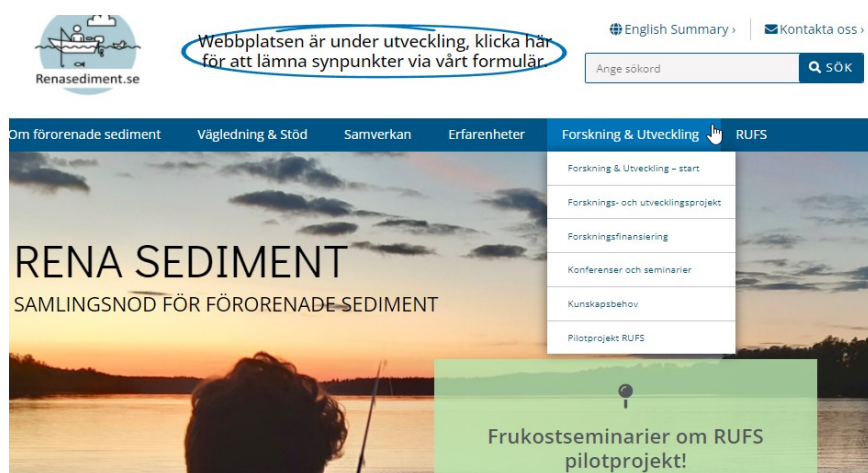 Renasediment.se
Webbplatsen är under utveckling, klicka här
för att lämna synpunkter via vårt formulär.
English Summary ›
Kontakta oss ›
Ange sökord
SÖK
Om förorenade sediment
Vägledning & Stöd
Samverkan
Erfarenheter
Forskning & Utveckling
RUFS
Forskning & Utveckling – start
Forsknings- och utvecklingsprojekt
Forskningsfinansiering
Konferenser och seminarier
Kunskapsbehov
Pilotprojekt RUFS
RENA SEDIMENT
SAMLINGSNOD FÖR FÖRORENADE SEDIMENT
Frukostseminarier om RUFS
pilotprojekt!